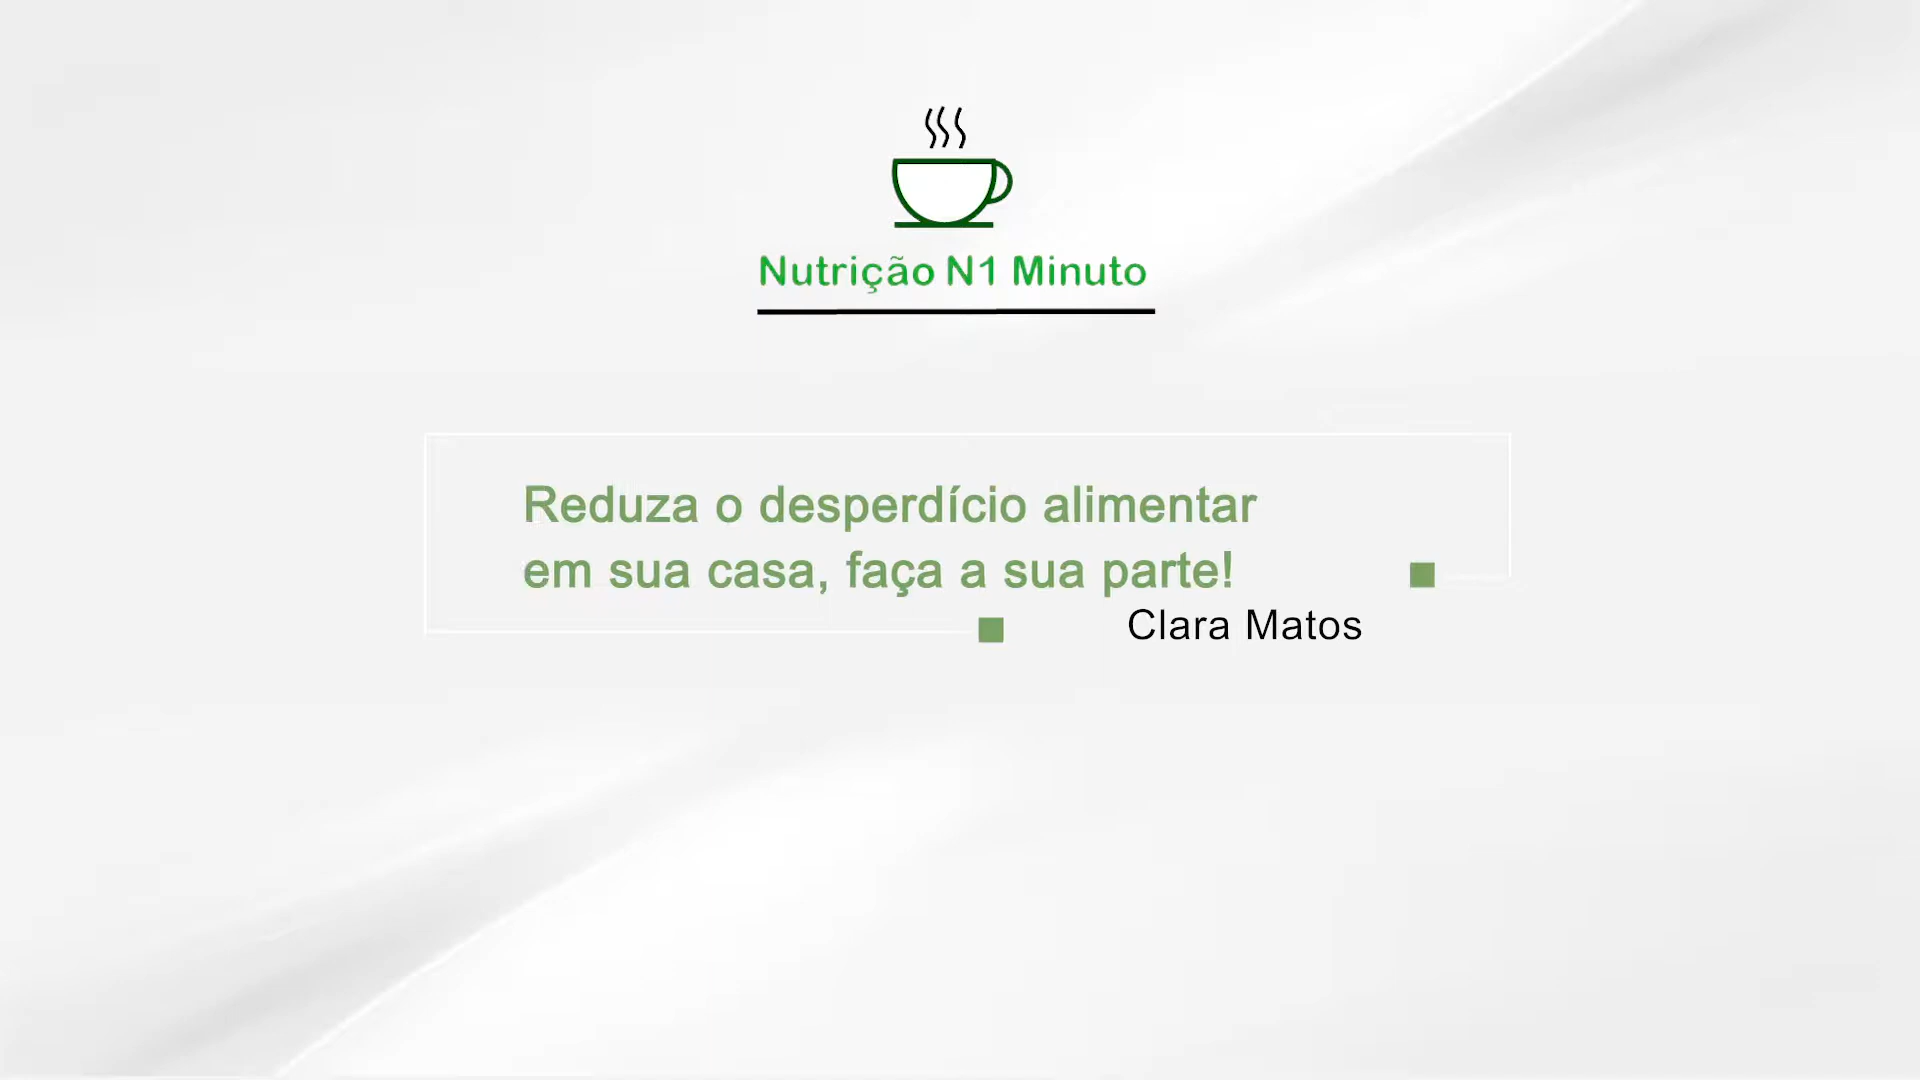 Nutrição N1 Minuto
Reduza o desperdício alimentar
em sua casa, faça a sua parte!
Clara Matos